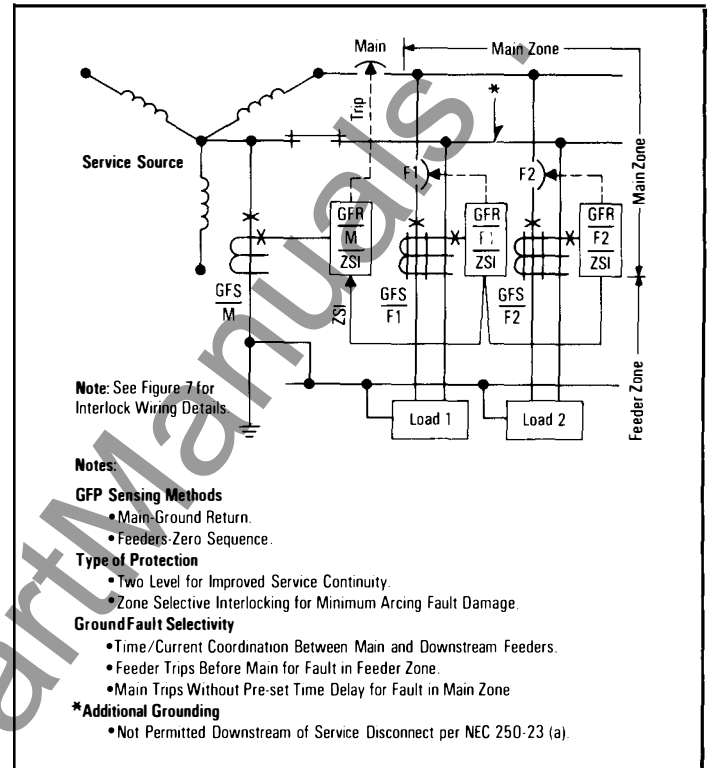 Main
Main Zone
*
Trip
Main Zone
Service Source
F1
F2
GFR
M
ZSI
GFR
F1
ZSI
GFR
F2
ZSI
GFS
M
ZSI
GFS
F1
GFS
F2
Feeder Zone
Note: See Figure 7 for
Interlock Wiring Details.
Load 1
Load 2
Notes:
GFP Sensing Methods
• Main-Ground Return.
• Feeders-Zero Sequence.
Type of Protection
• Two Level for Improved Service Continuity.
• Zone Selective Interlocking for Minimum Arcing Fault Damage.
Ground Fault Selectivity
• Time/Current Coordination Between Main and Downstream Feeders.
• Feeder Trips Before Main for Fault in Feeder Zone.
• Main Trips Without Pre-set Time Delay for Fault in Main Zone
*Additional Grounding
• Not Permitted Downstream of Service Disconnect per NEC 250-23 (a).
artManuals